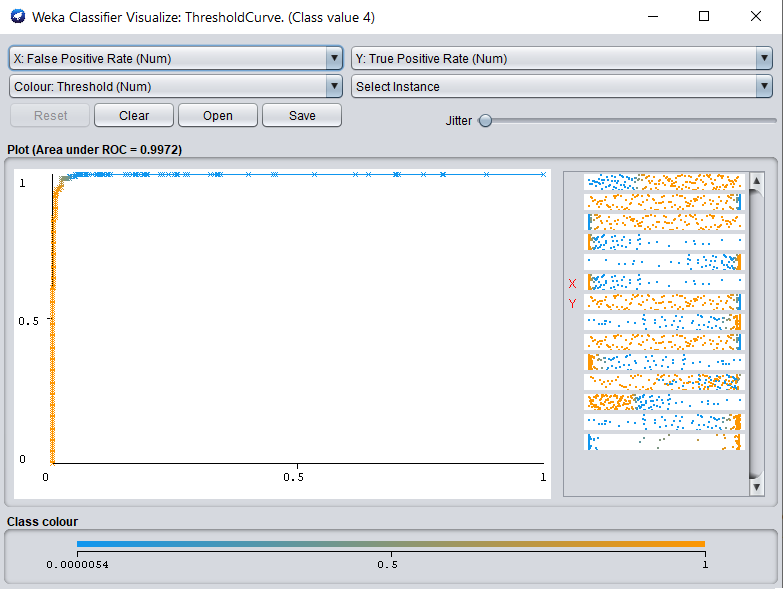 Weka Classifier Visualize: ThresholdCurve. (Class value 4)
X: False Positive Rate (Num)
Y: True Positive Rate (Num)
Colour: Threshold (Num)
Select Instance
Reset
Clear
Open
Save
Jitter
Plot (Area under ROC = 0.9972)
1
0.5
0
0
0.5
1
X
Y
Class colour
0.0000054
0.5
1